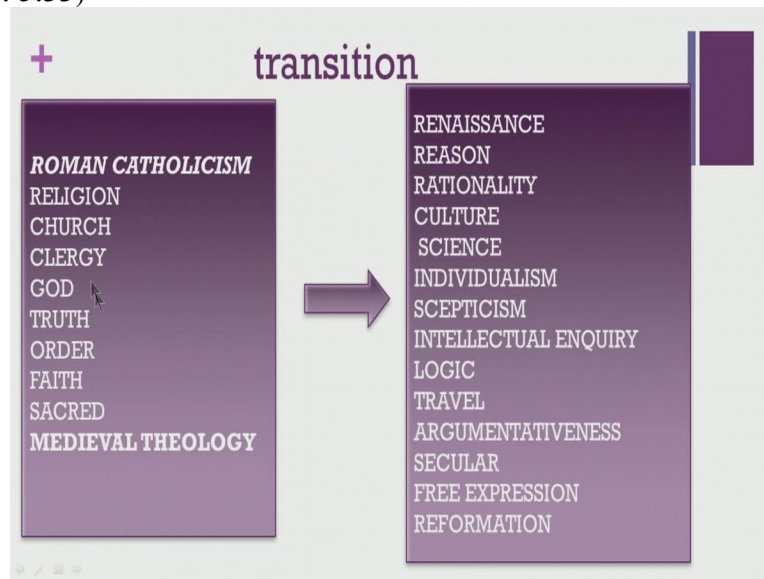 + transition
ROMAN CATHOLICISM
RELIGION
CHURCH
CLERGY
GOD
TRUTH
ORDER
FAITH
SACRED
MEDIEVAL THEOLOGY
RENAISSANCE
REASON
RATIONALITY
CULTURE
SCIENCE
INDIVIDUALISM
SCEPTICISM
INTELLECTUAL ENQUIRY
LOGIC
TRAVEL
ARGUMENTATIVENESS
SECULAR
FREE EXPRESSION
REFORMATION